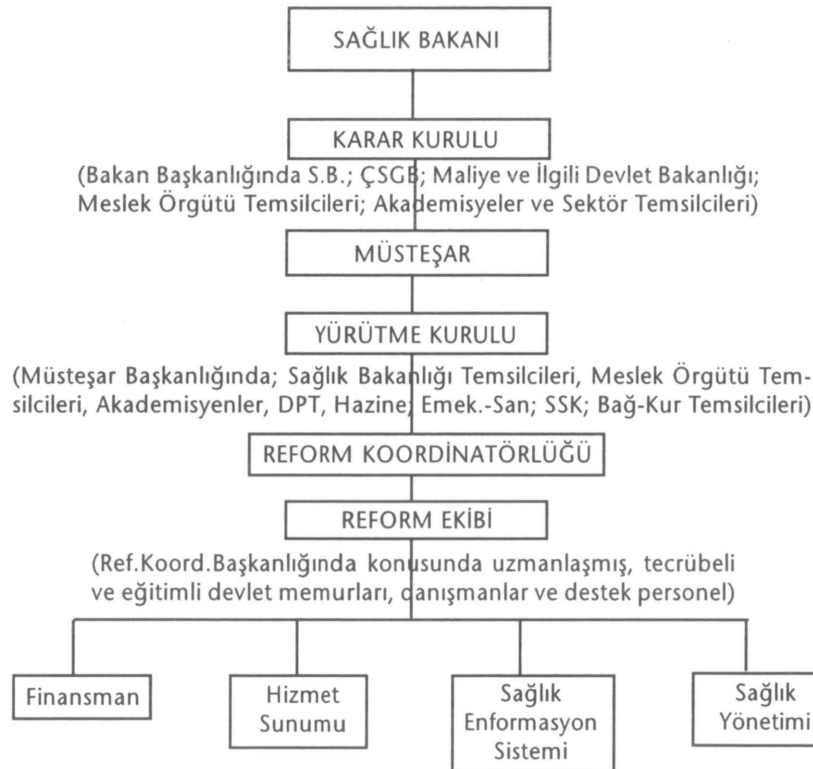 SAĞLIK BAKANI
KARAR KURULU
(Bakan Başkanlığında S.B.; ÇSGB; Maliye ve İlgili Devlet Bakanlığı;
Meslek Örgütü Temsilcileri; Akademisyeler ve Sektör Temsilcileri)
MÜSTEŞAR
YÜRÜTME KURULU
(Müsteşar Başkanlığında; Sağlık Bakanlığı Temsilcileri, Meslek Örgütü Tem-
silcileri, Akademisyenler, DPT, Hazine; Emek.-San; SSK; Bağ-Kur Temsilcileri)
REFORM KOORDİNATÖRLÜĞÜ
REFORM EKİBİ
(Ref.Koord.Başkanlığında konusunda uzmanlaşmış, tecrübeli
ve eğitimli devlet memurları, danışmanlar ve destek personel)
Finansman
Hizmet
Sunumu
Sağlık
Enformasyon
Sistemi
Sağlık
Yönetimi